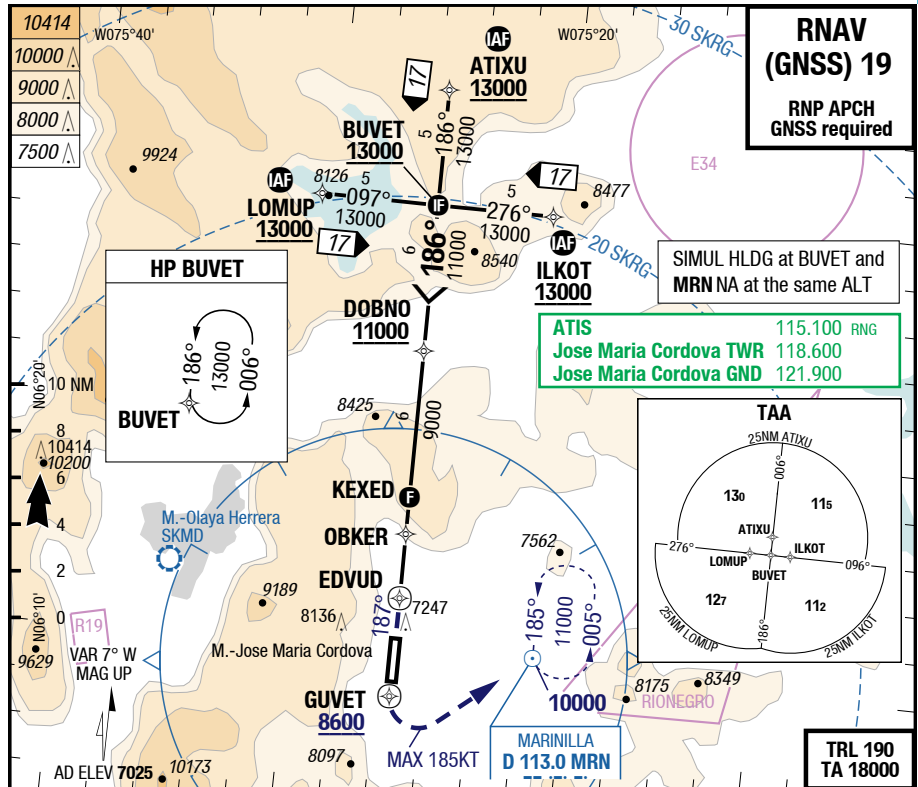 10414
10000
9000
8000
7500
W075°40'
W075°20'
30 SKRG
RNAV
(GNSS) 19
RNP APCH
GNSS required
IAF
ATIXU
13000
17
BUVET
13000
5
186°
13000
9924
E34
IAF
LOMUP
13000
8126
5
097°
13000
IF
5
276°
13000
17
8477
17
IAF
ILKOT
13000
20 SKRG
6
186°
11000
8540
SIMUL HLDG at BUVET and
MRN NA at the same ALT
HP BUVET
186°
13000
006°
BUVET
DOBNO
11000
ATIS 115.100 RNG
Jose Maria Cordova TWR 118.600
Jose Maria Cordova GND 121.900
N06°20'
10 NM
8
6
4
2
0
8425
6
9000
10414
10200
KEXED
F
OBKER
M.-Olaya Herrera
SKMD
TAA
25NM ATIXU
006°
130
115
ATIXU
276°
LOMUP
ILKOT
BUVET
096°
127
112
186°
25NM LOMUP
25NM ILKOT
7562
EDVUD
9189
187°
7247
8136
185°
11000
005°
N06°10'
R19
9629
VAR 7° W
MAG UP
M.-Jose Maria Cordova
GUVET
8600
10000
8175
8349
RIONEGRO
MAX 185KT
MARINILLA
D 113.0 MRN
8097
AD ELEV 7025
10173
TRL 190
TA 18000